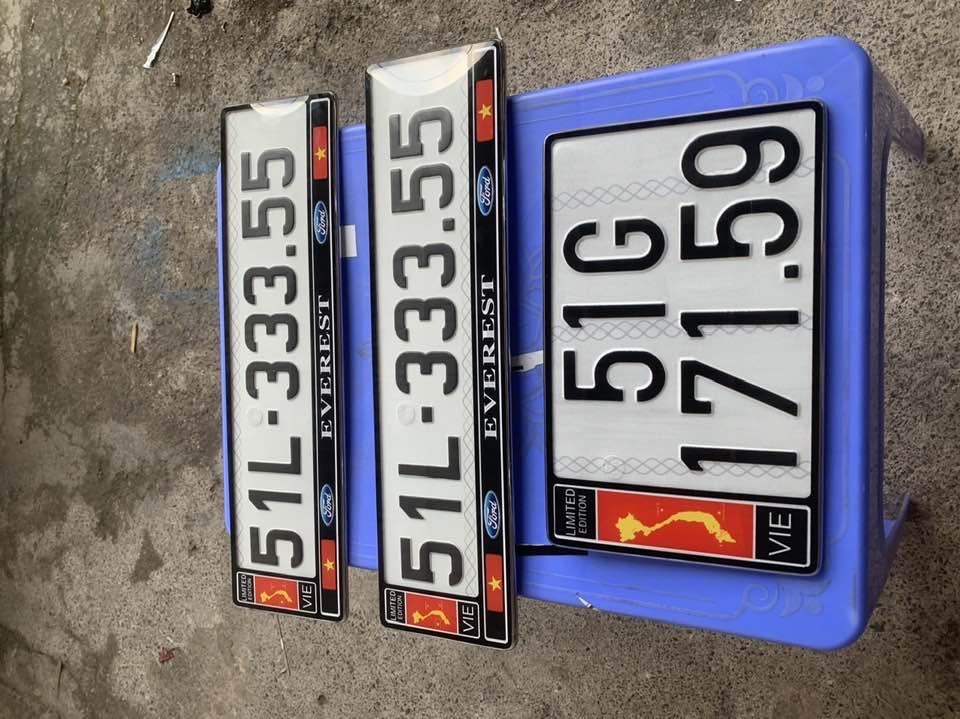 LIMITED
EDITION
VIE
51L·333.55
Ford
EVEREST
Ford
LIMITED
EDITION
VIE
51L·333.55
Ford
EVEREST
Ford
LIMITED
EDITION
VIE
51G
171.59